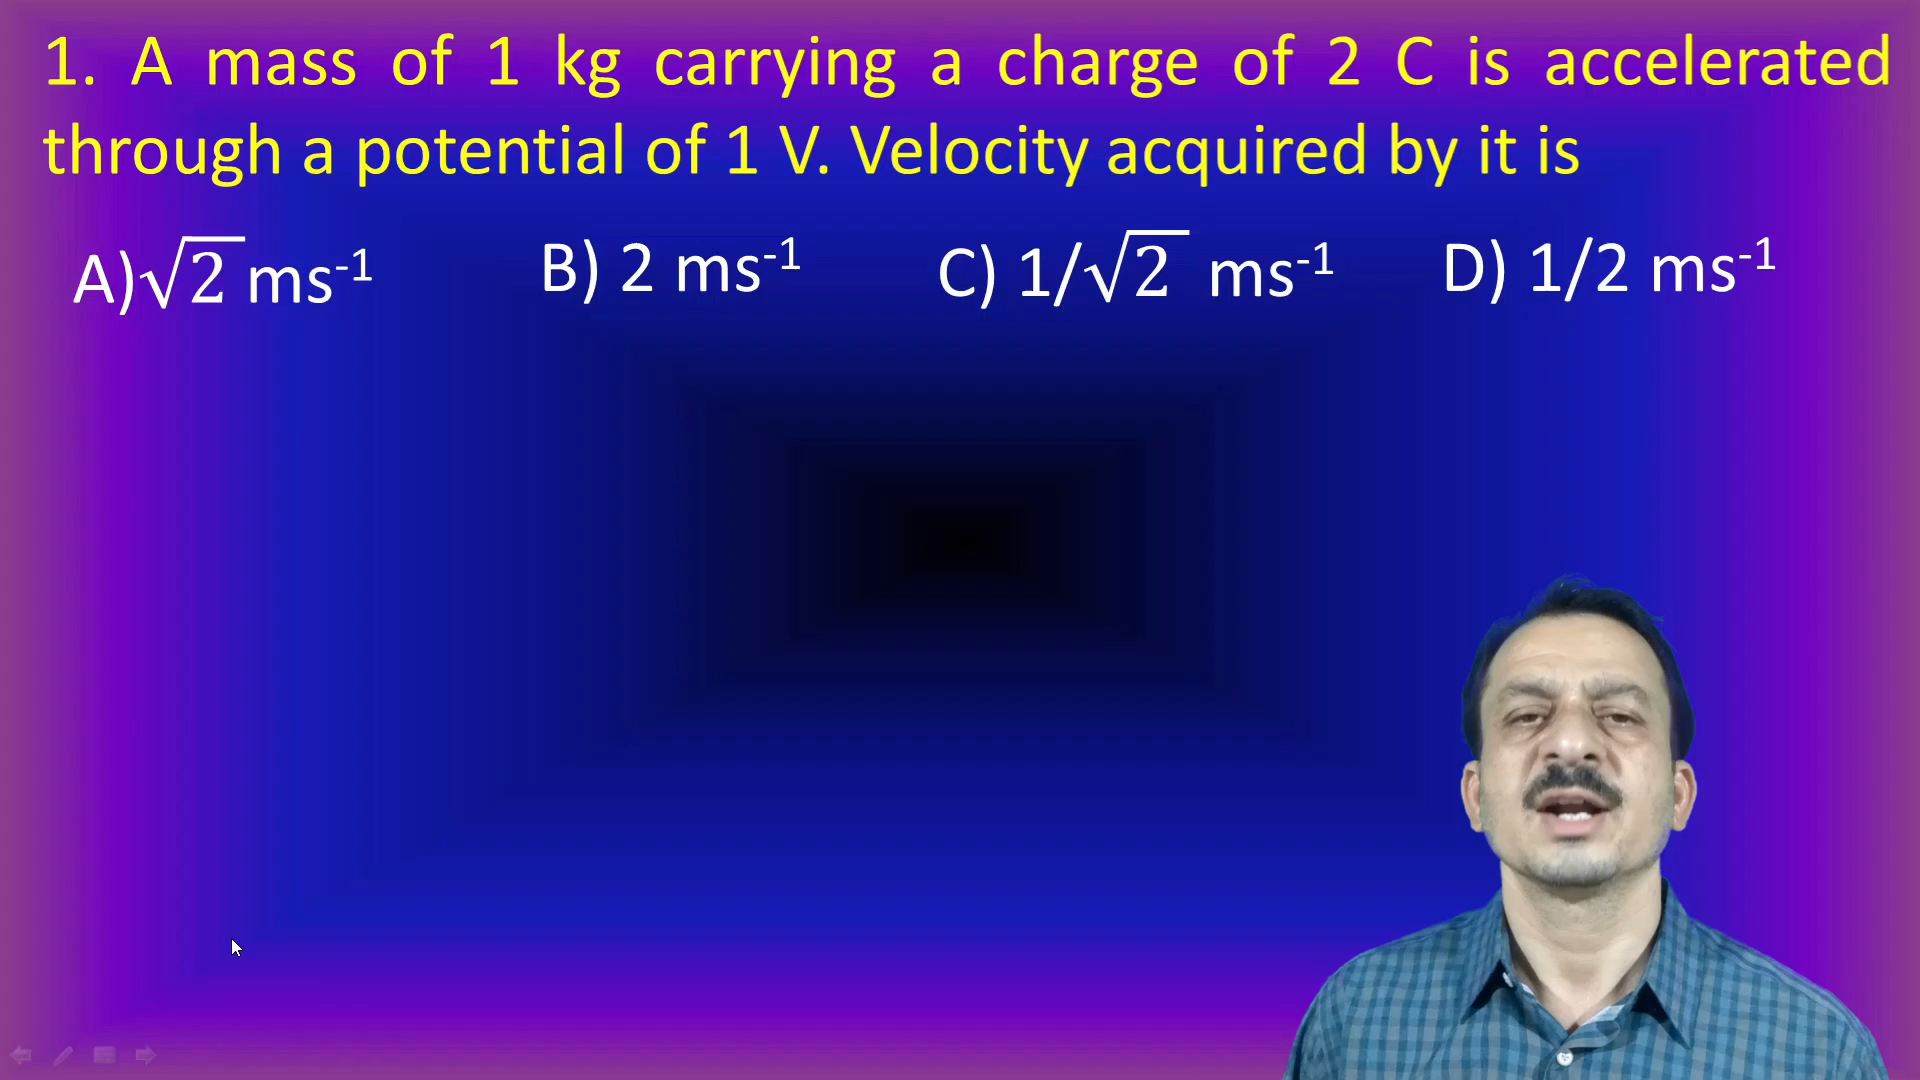 1. A mass of 1 kg carrying a charge of 2 C is accelerated
through a potential of 1 V. Velocity acquired by it is
A)√2 ms⁻¹ B) 2 ms⁻¹ C) 1/√2 ms⁻¹ D) 1/2 ms⁻¹